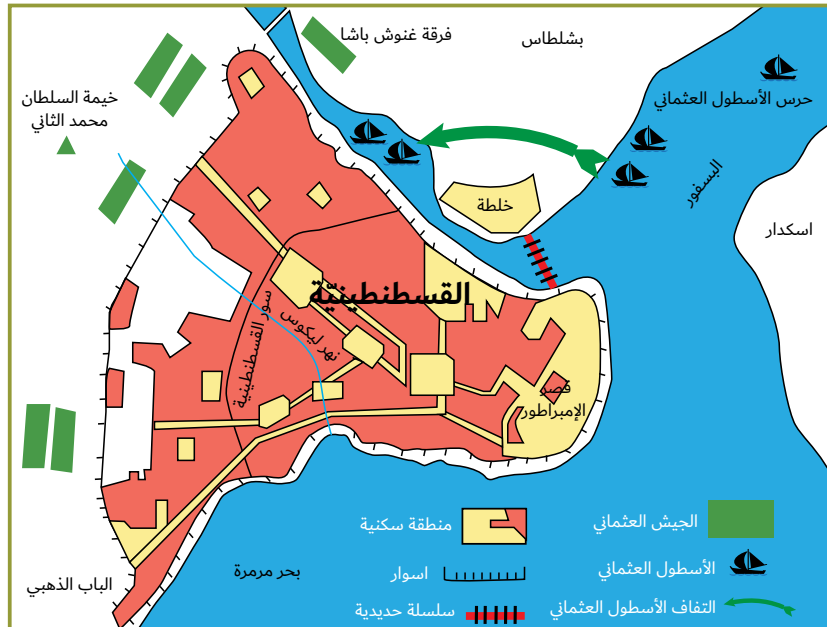 فرقة غنوش باشا
بشلطاس
حرس الأسطول العثماني
خيمة السلطان
محمد الثاني
البسفور
خلطة
اسكدار
القسطنطينيّة
سور القسطنطينية
نهر ليكوس
قصر
الإمبراطور
الباب الذهبي
بحر مرمرة
الجيش العثماني
منطقة سكنية
الأسطول العثماني
اسوار
التفاف الأسطول العثماني
سلسلة حديدية